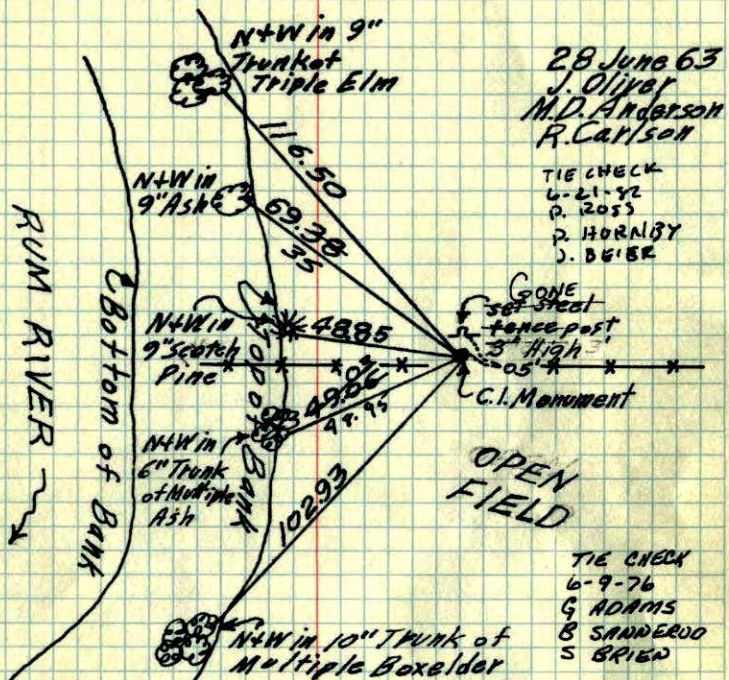 N+W in 9"
Trunk of
Triple Elm
28 June 63
J. Oliver
M.D. Anderson
R. Carlson
116.50
TIE CHECK
6-21-82
D. ROSS
D. HORNBY
J. BEIER
N+W in
9" Ash
69.38
35
RUM RIVER
Bottom of Bank
Top of Bank
N+W in
9" Scotch
Pine
48.85
GONE
set steel
fence post
5' High
05'
C.I. Monument
49.06
48.95
N+W in
6" Trunk
of Multiple
Ash
OPEN
FIELD
102.93
TIE CHECK
6-9-76
G ADAMS
B SANNERUD
S BRIEN
N+W in 10" Trunk of
Multiple Boxelder